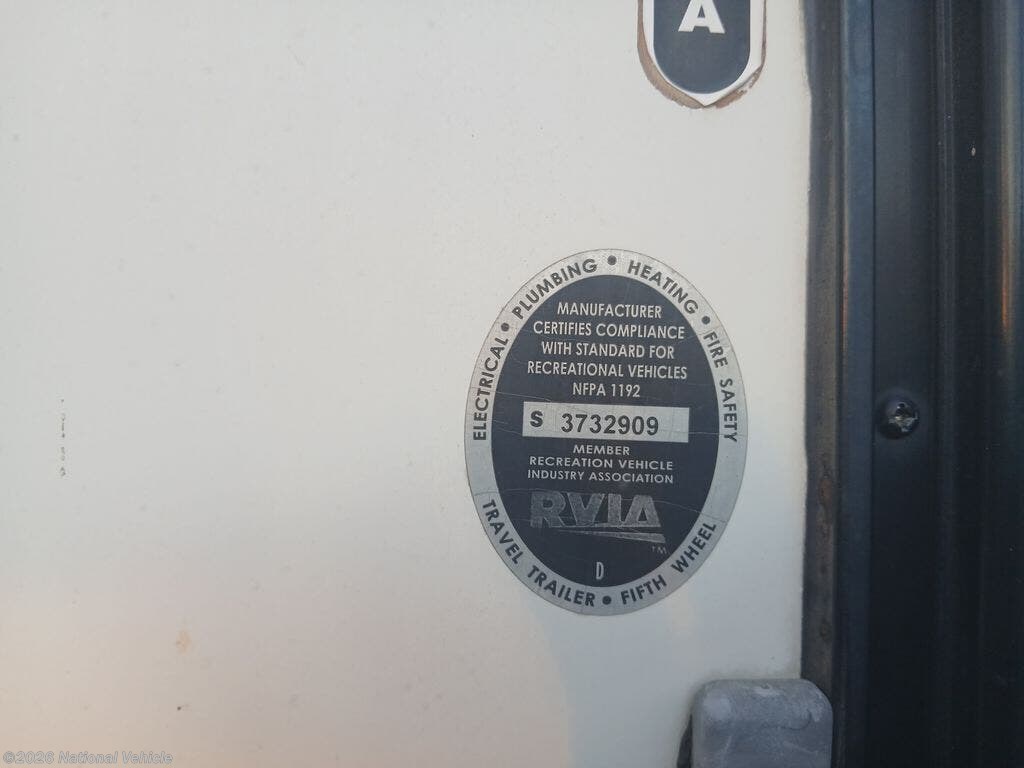 A
ELECTRICAL • PLUMBING • HEATING • FIRE SAFETY
MANUFACTURER
CERTIFIES COMPLIANCE
WITH STANDARD FOR
RECREATIONAL VEHICLES
NFPA 1192
S 3732909
MEMBER
RECREATION VEHICLE
INDUSTRY ASSOCIATION
RVIA
TM
D
TRAVEL TRAILER • FIFTH WHEEL
©2026 National Vehicle